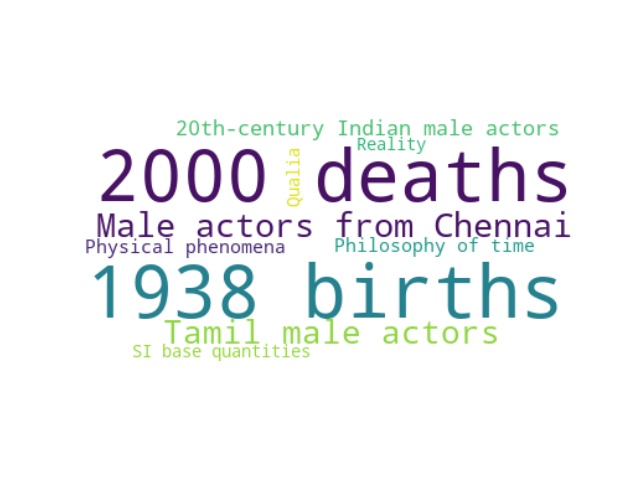 20th-century Indian male actors
Reality
2000 deaths
Qualia
Male actors from Chennai
Physical phenomena
Philosophy of time
1938 births
Tamil male actors
SI base quantities